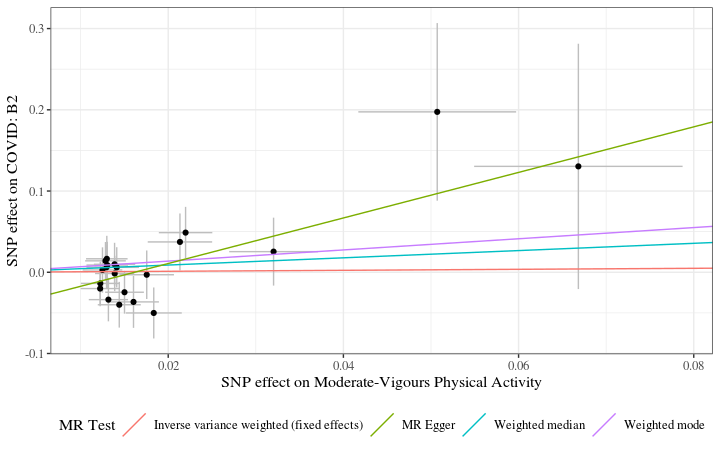 0.3
0.2
0.1
0.0
-0.1
SNP effect on COVID: B2
0.02
0.04
0.06
0.08
SNP effect on Moderate-Vigours Physical Activity
MR Test
Inverse variance weighted (fixed effects)
MR Egger
Weighted median
Weighted mode